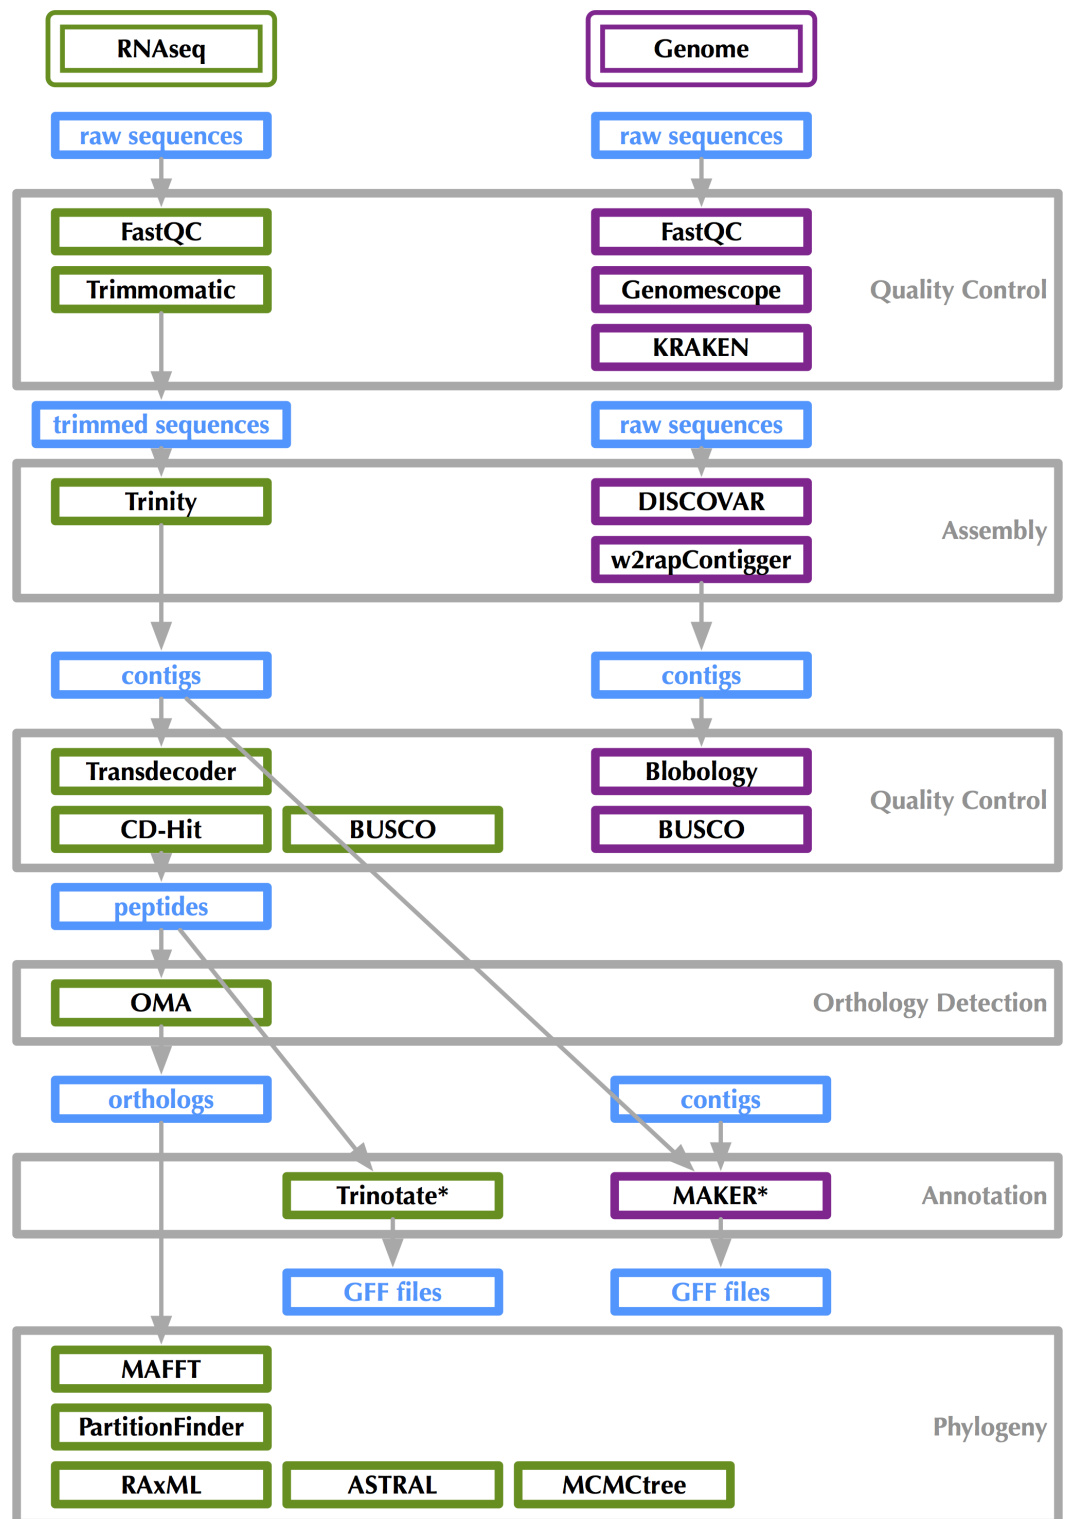 RNAseq
Genome
raw sequences
raw sequences
FastQC
FastQC
Trimmomatic
Genomescope
Quality Control
KRAKEN
trimmed sequences
raw sequences
Trinity
DISCOVAR
Assembly
w2rapContigger
contigs
contigs
Transdecoder
Blobology
Quality Control
CD-Hit
BUSCO
BUSCO
peptides
OMA
Orthology Detection
orthologs
contigs
Trinotate*
MAKER*
Annotation
GFF files
GFF files
MAFFT
PartitionFinder
Phylogeny
RAxML
ASTRAL
MCMCtree